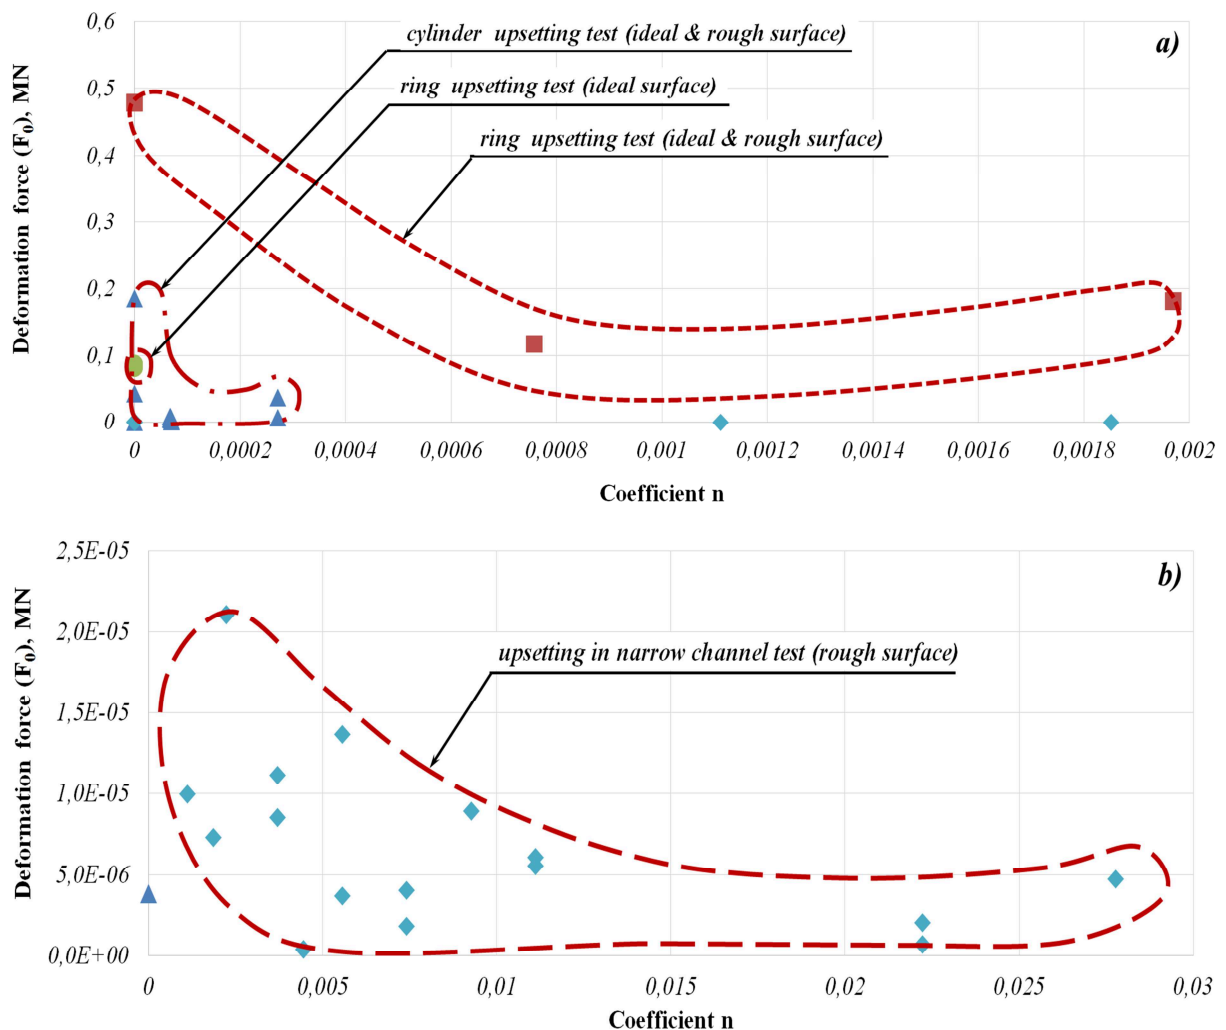 a)
cylinder upsetting test (ideal & rough surface)
ring upsetting test (ideal surface)
ring upsetting test (ideal & rough surface)
Deformation force (F₀), MN
0,6
0,5
0,4
0,3
0,2
0,1
0
0 0,0002 0,0004 0,0006 0,0008 0,001 0,0012 0,0014 0,0016 0,0018 0,002
Coefficient n
b)
upsetting in narrow channel test (rough surface)
Deformation force (F₀), MN
2,5E-05
2,0E-05
1,5E-05
1,0E-05
5,0E-06
0,0E+00
0 0,005 0,01 0,015 0,02 0,025 0,03
Coefficient n